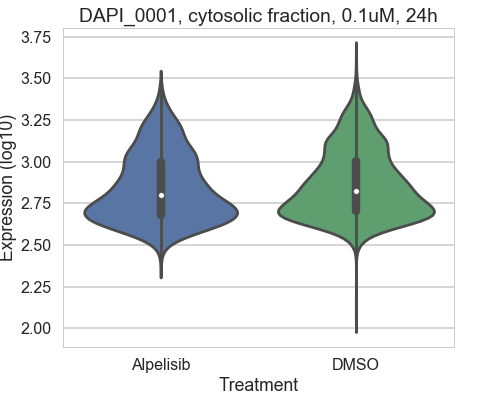 DAPI_0001, cytosolic fraction, 0.1uM, 24h
3.75
3.50
3.25
3.00
2.75
2.50
2.25
2.00
Expression (log10)
Alpelisib DMSO
Treatment